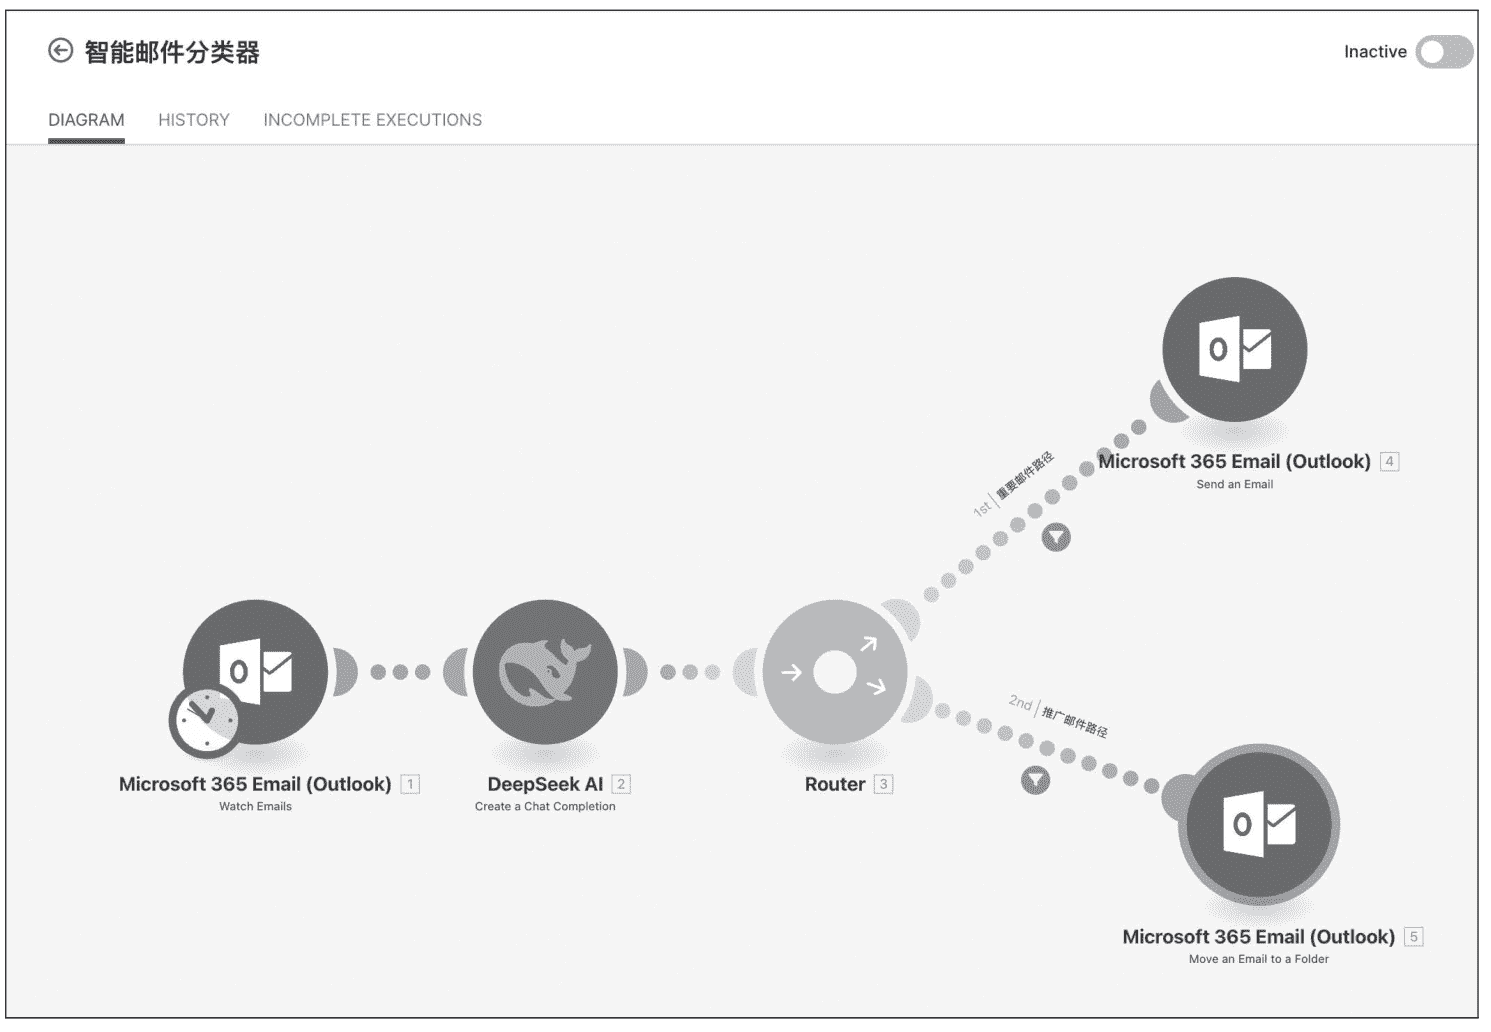 智能邮件分类器
Inactive
DIAGRAM HISTORY INCOMPLETE EXECUTIONS
Microsoft 365 Email (Outlook) 4
Send an Email
1st 重要邮件路径
2nd 推广邮件路径
Microsoft 365 Email (Outlook) 1
Watch Emails
DeepSeek AI 2
Create a Chat Completion
Router 3
Microsoft 365 Email (Outlook) 5
Move an Email to a Folder